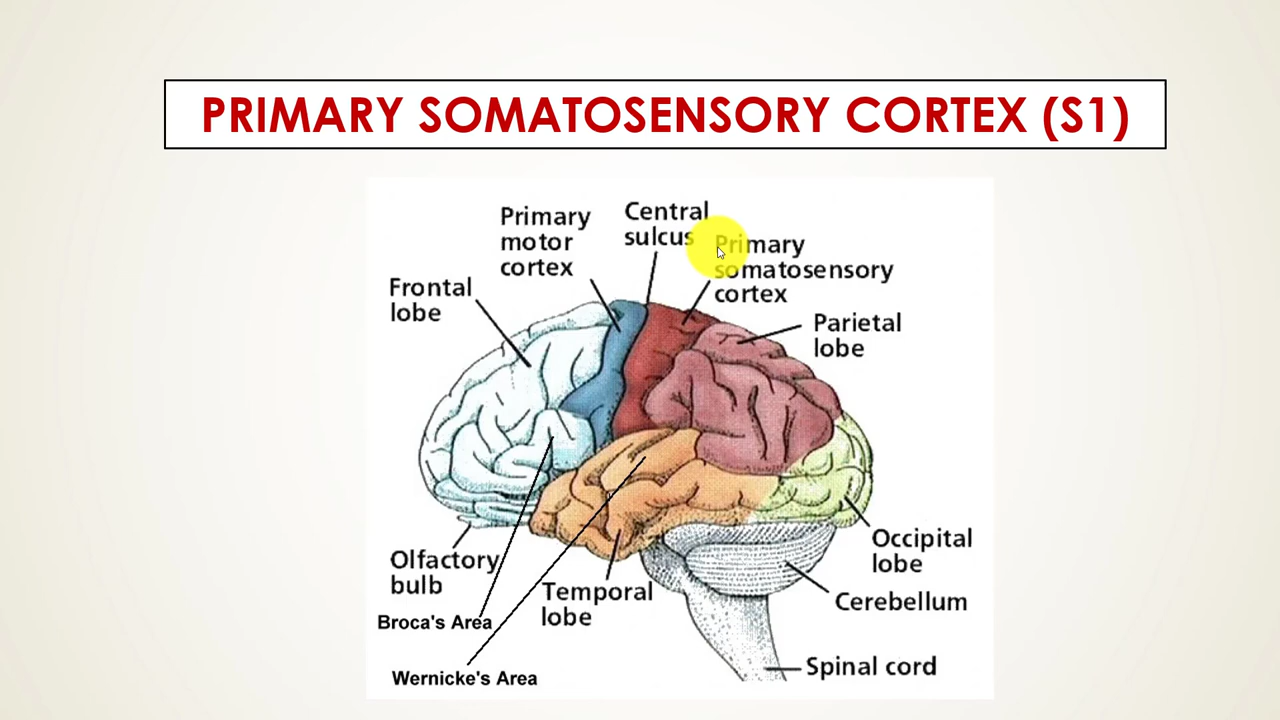 PRIMARY SOMATOSENSORY CORTEX (S1)
Primary
motor
cortex
Central
sulcus
Primary
somatosensory
cortex
Frontal
lobe
Parietal
lobe
Olfactory
bulb
Broca's Area
Wernicke's Area
Temporal
lobe
Occipital
lobe
Cerebellum
Spinal cord